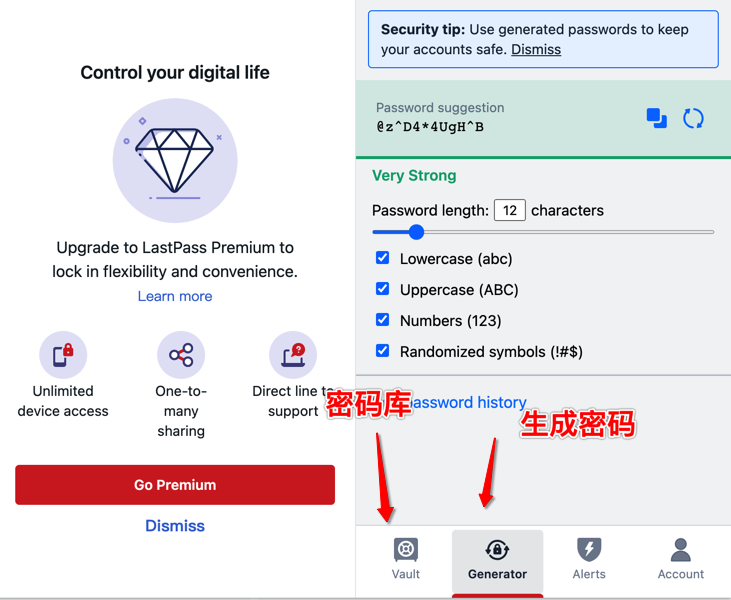 Control your digital life
Upgrade to LastPass Premium to
lock in flexibility and convenience.
Learn more
Unlimited
device access
One-to-
many
sharing
Direct line to
support
Go Premium
Dismiss
Security tip: Use generated passwords to keep
your accounts safe. Dismiss
Password suggestion
@z^D4*4UgH^B
Very Strong
Password length: 12 characters
Lowercase (abc)
Uppercase (ABC)
Numbers (123)
Randomized symbols (!#$)
password history
密码库
生成密码
Vault
Generator
Alerts
Account